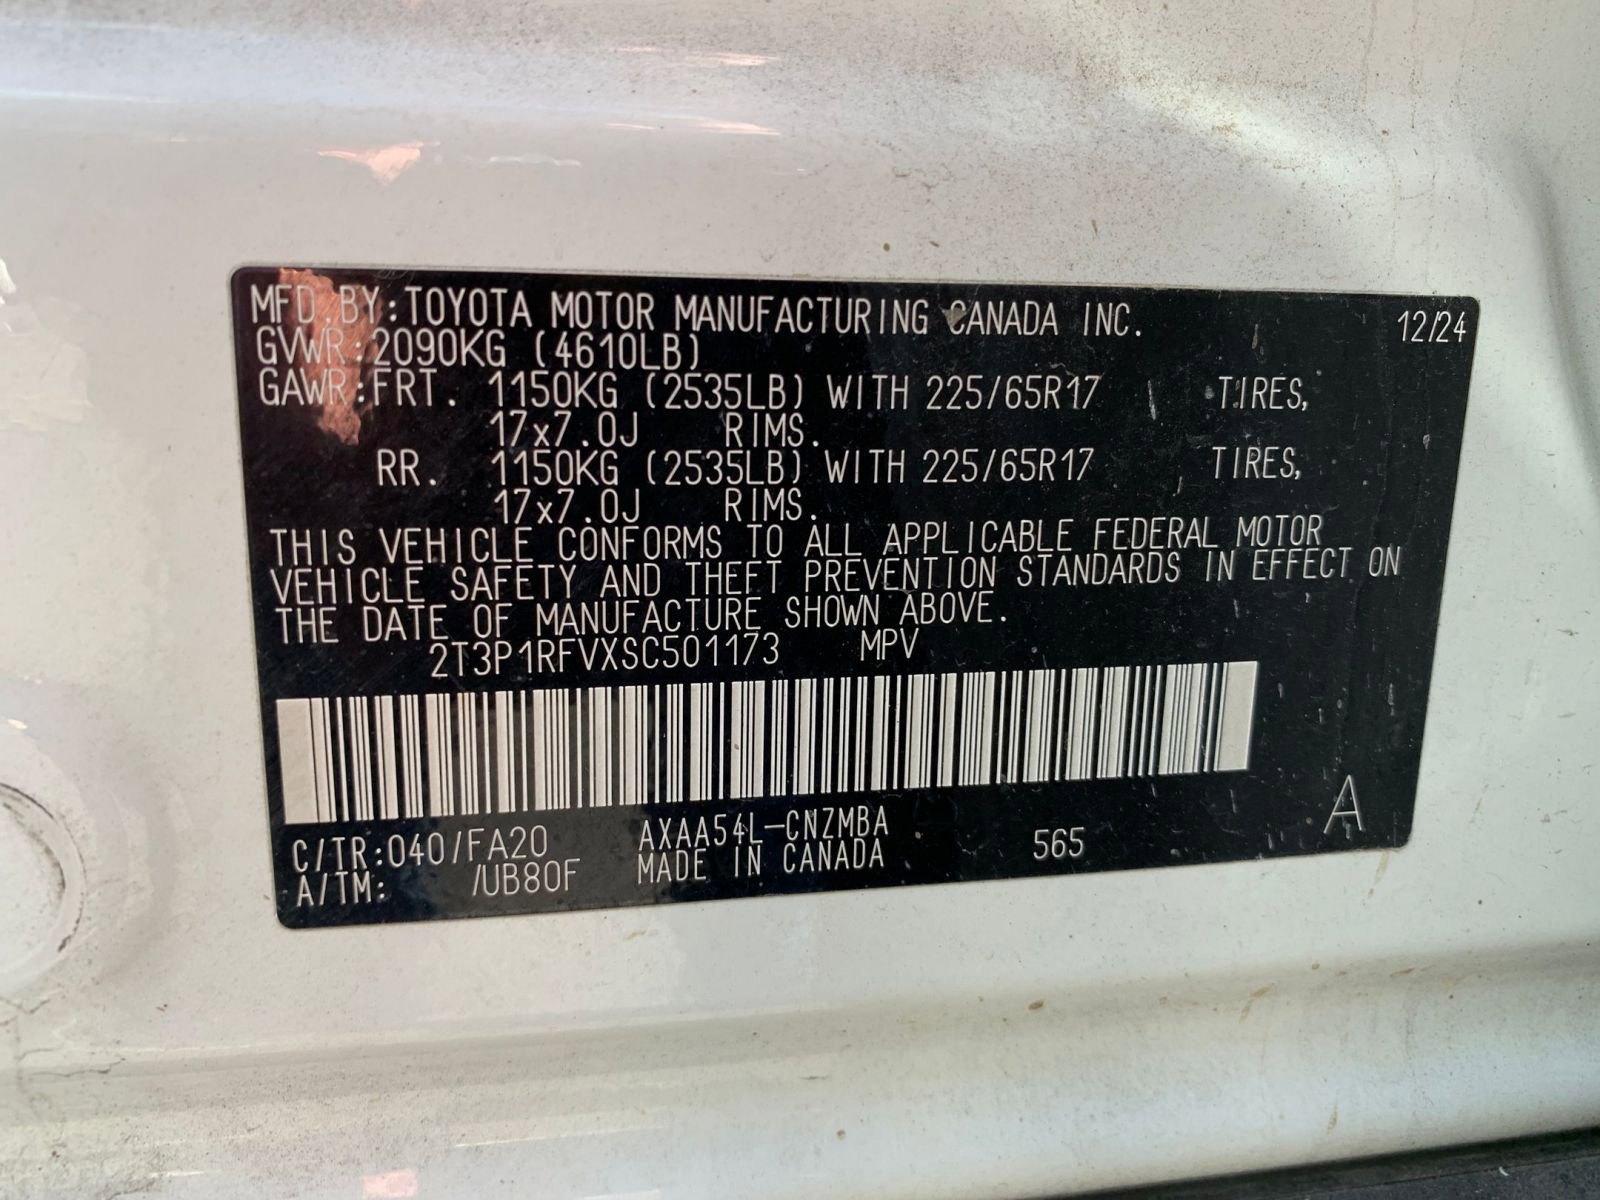 MFD.BY:TOYOTA MOTOR MANUFACTURING CANADA INC. 12/24
GVWR:2090KG (4610LB)
GAWR:FRT. 1150KG (2535LB) WITH 225/65R17 TIRES,
17x7.0J RIMS.
RR. 1150KG (2535LB) WITH 225/65R17 TIRES,
17x7.0J RIMS.
THIS VEHICLE CONFORMS TO ALL APPLICABLE FEDERAL MOTOR
VEHICLE SAFETY AND THEFT PREVENTION STANDARDS IN EFFECT ON
THE DATE OF MANUFACTURE SHOWN ABOVE.
2T3P1RFVXSC501173 MPV
C/TR:040/FA20 AXAA54L-CNZMBA 565 A
A/TM: /UB80F MADE IN CANADA